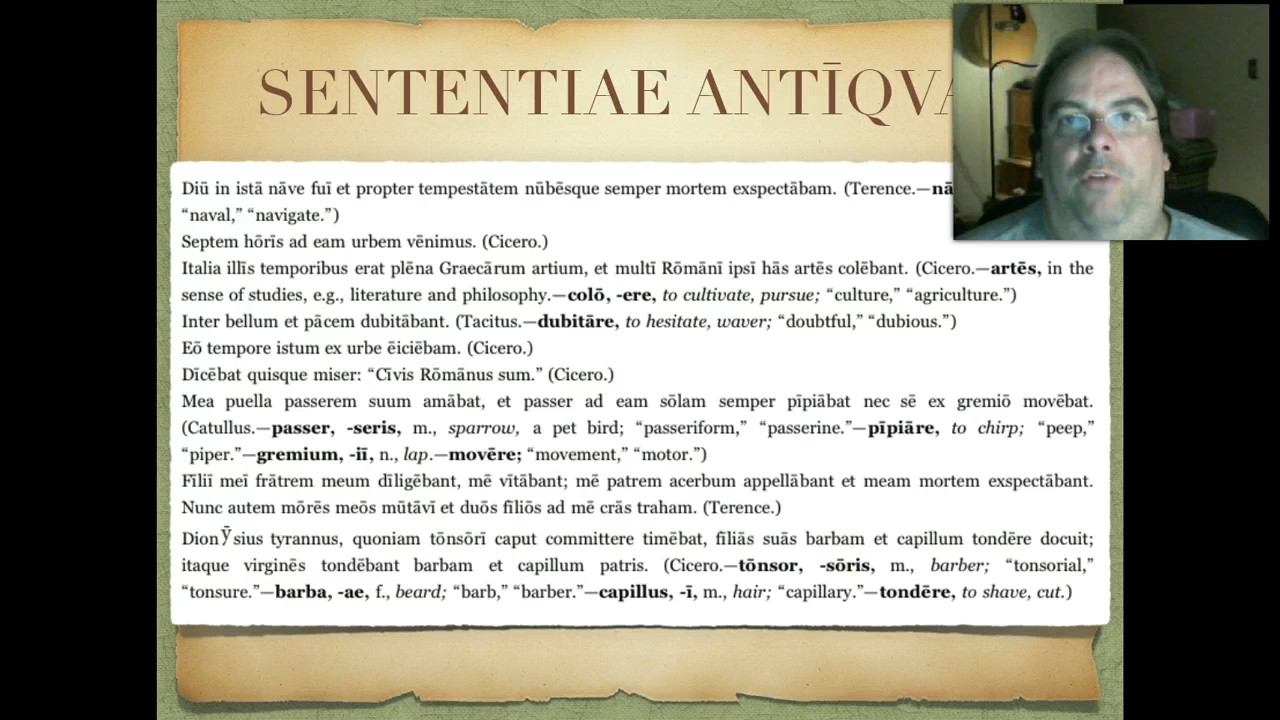 SENTENTIAE ANTĪQV
Diū in istā nāve fuī et propter tempestātem nūbēsque semper mortem exspectābam. (Terence.—
“naval,” “navigate.”)
Septem hōrīs ad eam urbem vēnimus. (Cicero.)
Italia illīs temporibus erat plēna Graecārum artium, et multī Rōmānī ipsī hās artēs colēbant. (Cicero.—artēs, in the
sense of studies, e.g., literature and philosophy.—colō, -ere, to cultivate, pursue; “culture,” “agriculture.”)
Inter bellum et pācem dubitābant. (Tacitus.—dubitāre, to hesitate, waver; “doubtful,” “dubious.”)
Eō tempore istum ex urbe ēiciēbam. (Cicero.)
Dīcēbat quisque miser: “Cīvis Rōmānus sum.” (Cicero.)
Mea puella passerem suum amābat, et passer ad eam sōlam semper pīpiābat nec sē ex gremiō movēbat.
(Catullus.—passer, -seris, m., sparrow, a pet bird; “passeriform,” “passerine.”—pīpiāre, to chirp; “peep,”
“piper.”—gremium, -iī, n., lap.—movēre; “movement,” “motor.”)
Fīliī meī frātrem meum dīligēbant, mē vītābant; mē patrem acerbum appellābant et meam mortem exspectābant.
Nunc autem mōrēs meōs mūtāvī et duōs fīliōs ad mē crās traham. (Terence.)
Dionȳsius tyrannus, quoniam tōnsōrī caput committere timēbat, fīliās suās barbam et capillum tondēre docuit;
itaque virginēs tondēbant barbam et capillum patris. (Cicero.—tōnsor, -sōris, m., barber; “tonsorial,”
“tonsure.”—barba, -ae, f., beard; “barb,” “barber.”—capillus, -ī, m., hair; “capillary.”—tondēre, to shave, cut.)